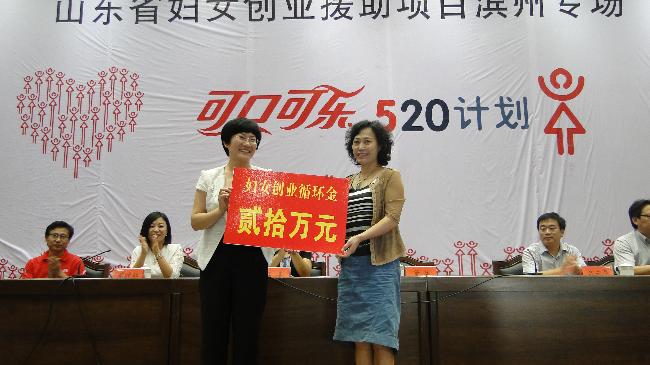 山东省妇女创业援助项目滨州专场
可口可乐 520计划
妇女创业循环金
贰拾万元